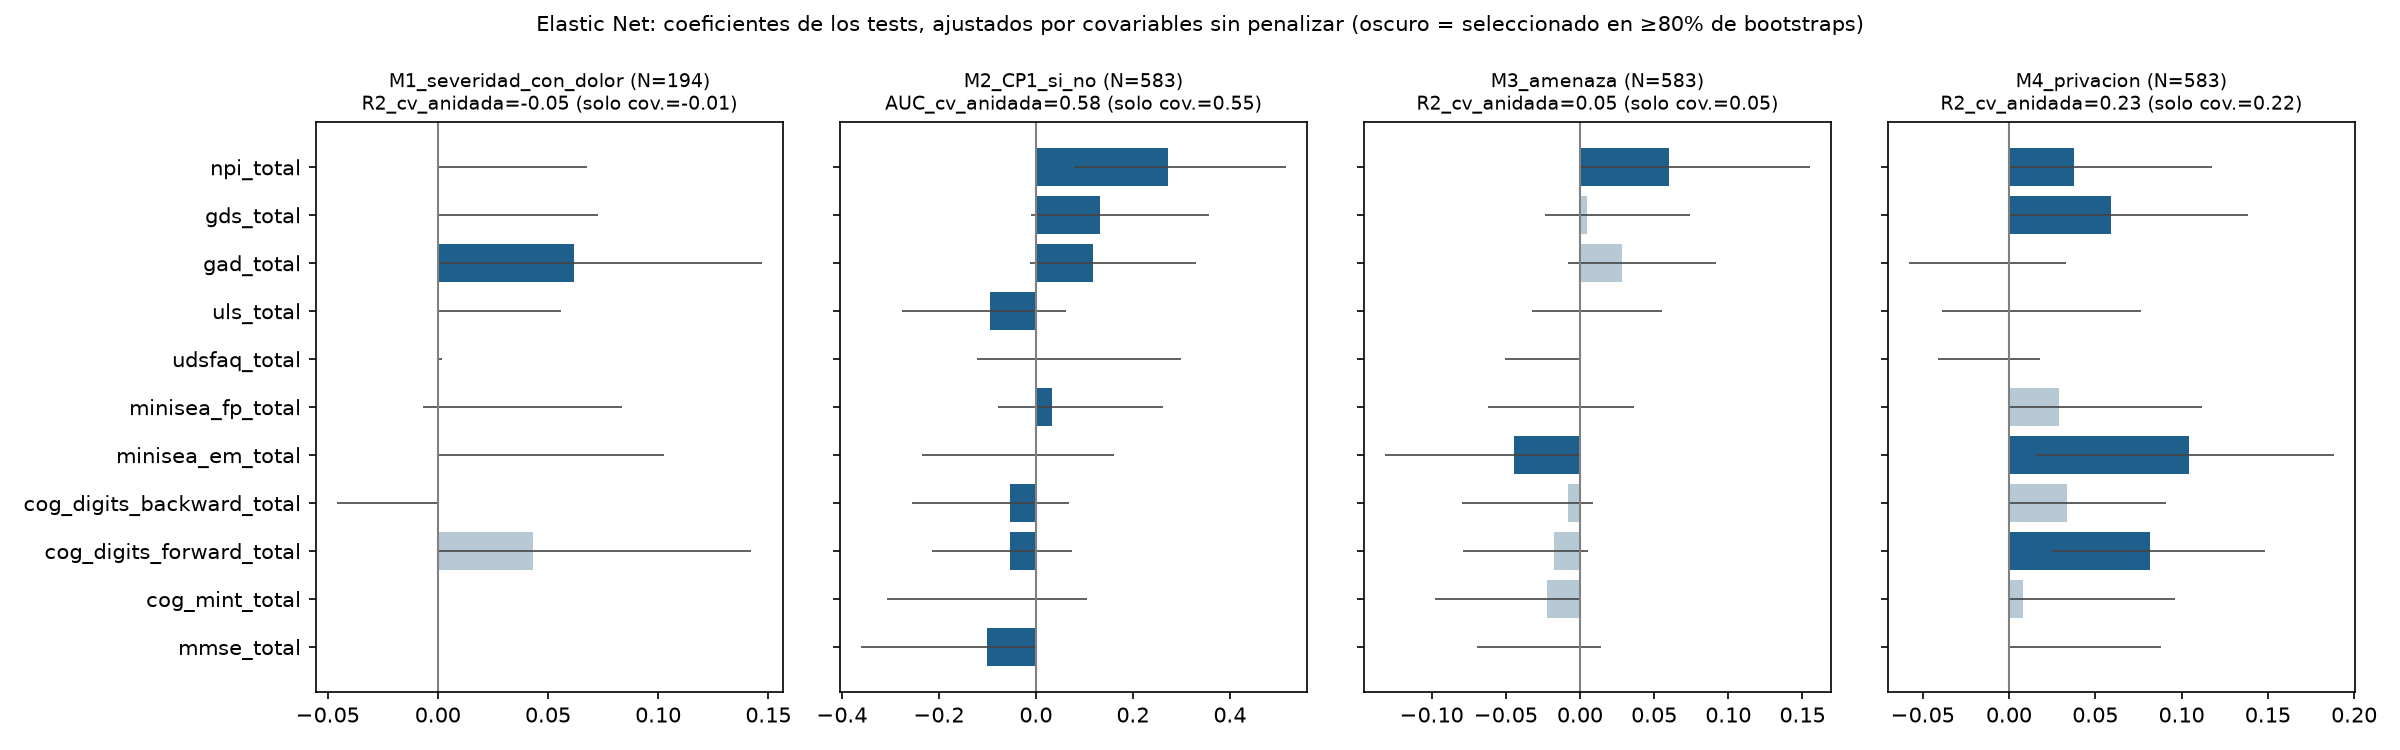 Elastic Net: coeficientes de los tests, ajustados por covariables sin penalizar (oscuro = seleccionado en ≥80% de bootstraps)
M1_severidad_con_dolor (N=194)
R2_cv_anidada=-0.05 (solo cov.=-0.01)
M2_CP1_si_no (N=583)
AUC_cv_anidada=0.58 (solo cov.=0.55)
M3_amenaza (N=583)
R2_cv_anidada=0.05 (solo cov.=0.05)
M4_privacion (N=583)
R2_cv_anidada=0.23 (solo cov.=0.22)
npi_total
gds_total
gad_total
uls_total
udsfaq_total
minisea_fp_total
minisea_em_total
cog_digits_backward_total
cog_digits_forward_total
cog_mint_total
mmse_total
−0.05 0.00 0.05 0.10 0.15
−0.4 −0.2 0.0 0.2 0.4
−0.10 −0.05 0.00 0.05 0.10 0.15
−0.05 0.00 0.05 0.10 0.15 0.20